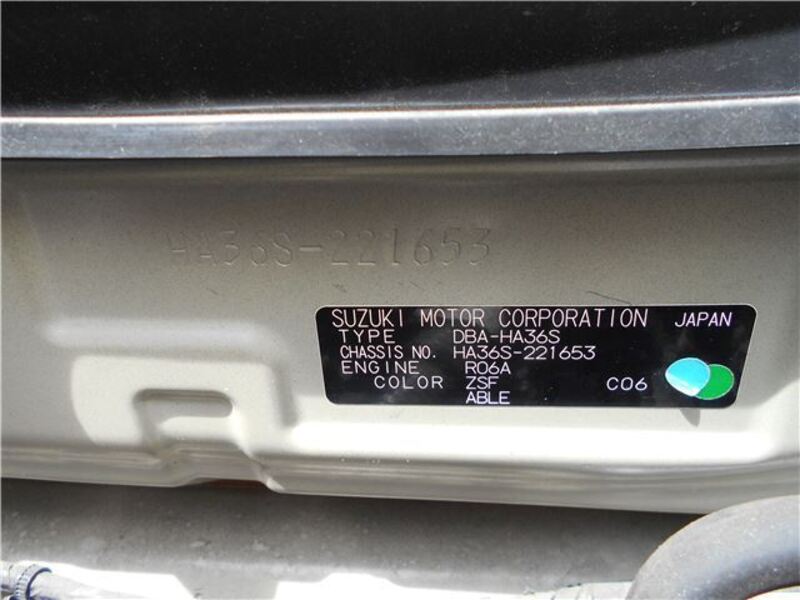 HA36S-221653
SUZUKI MOTOR CORPORATION JAPAN
TYPE DBA-HA36S
CHASSIS NO. HA36S-221653
ENGINE R06A
COLOR ZSF C06
ABLE